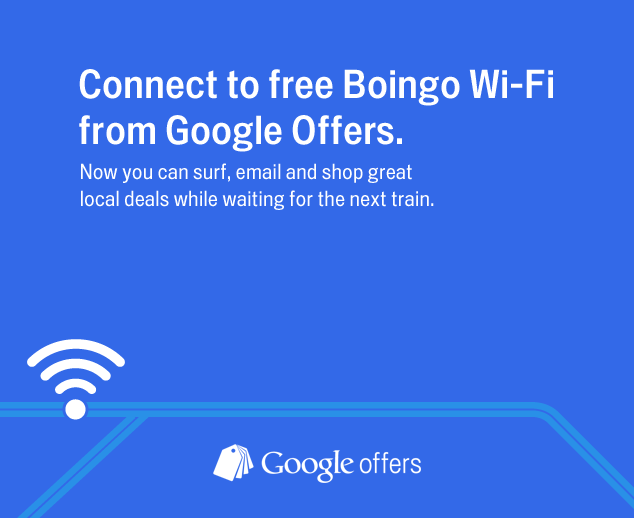 Connect to free Boingo Wi-Fi
from Google Offers.
Now you can surf, email and shop great
local deals while waiting for the next train.
Google offers